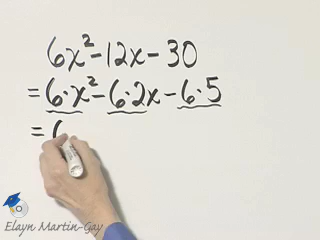 6x² - 12x - 30
= 6·x² - 6·2x - 6·5
= 6
Elayn Martin-Gay